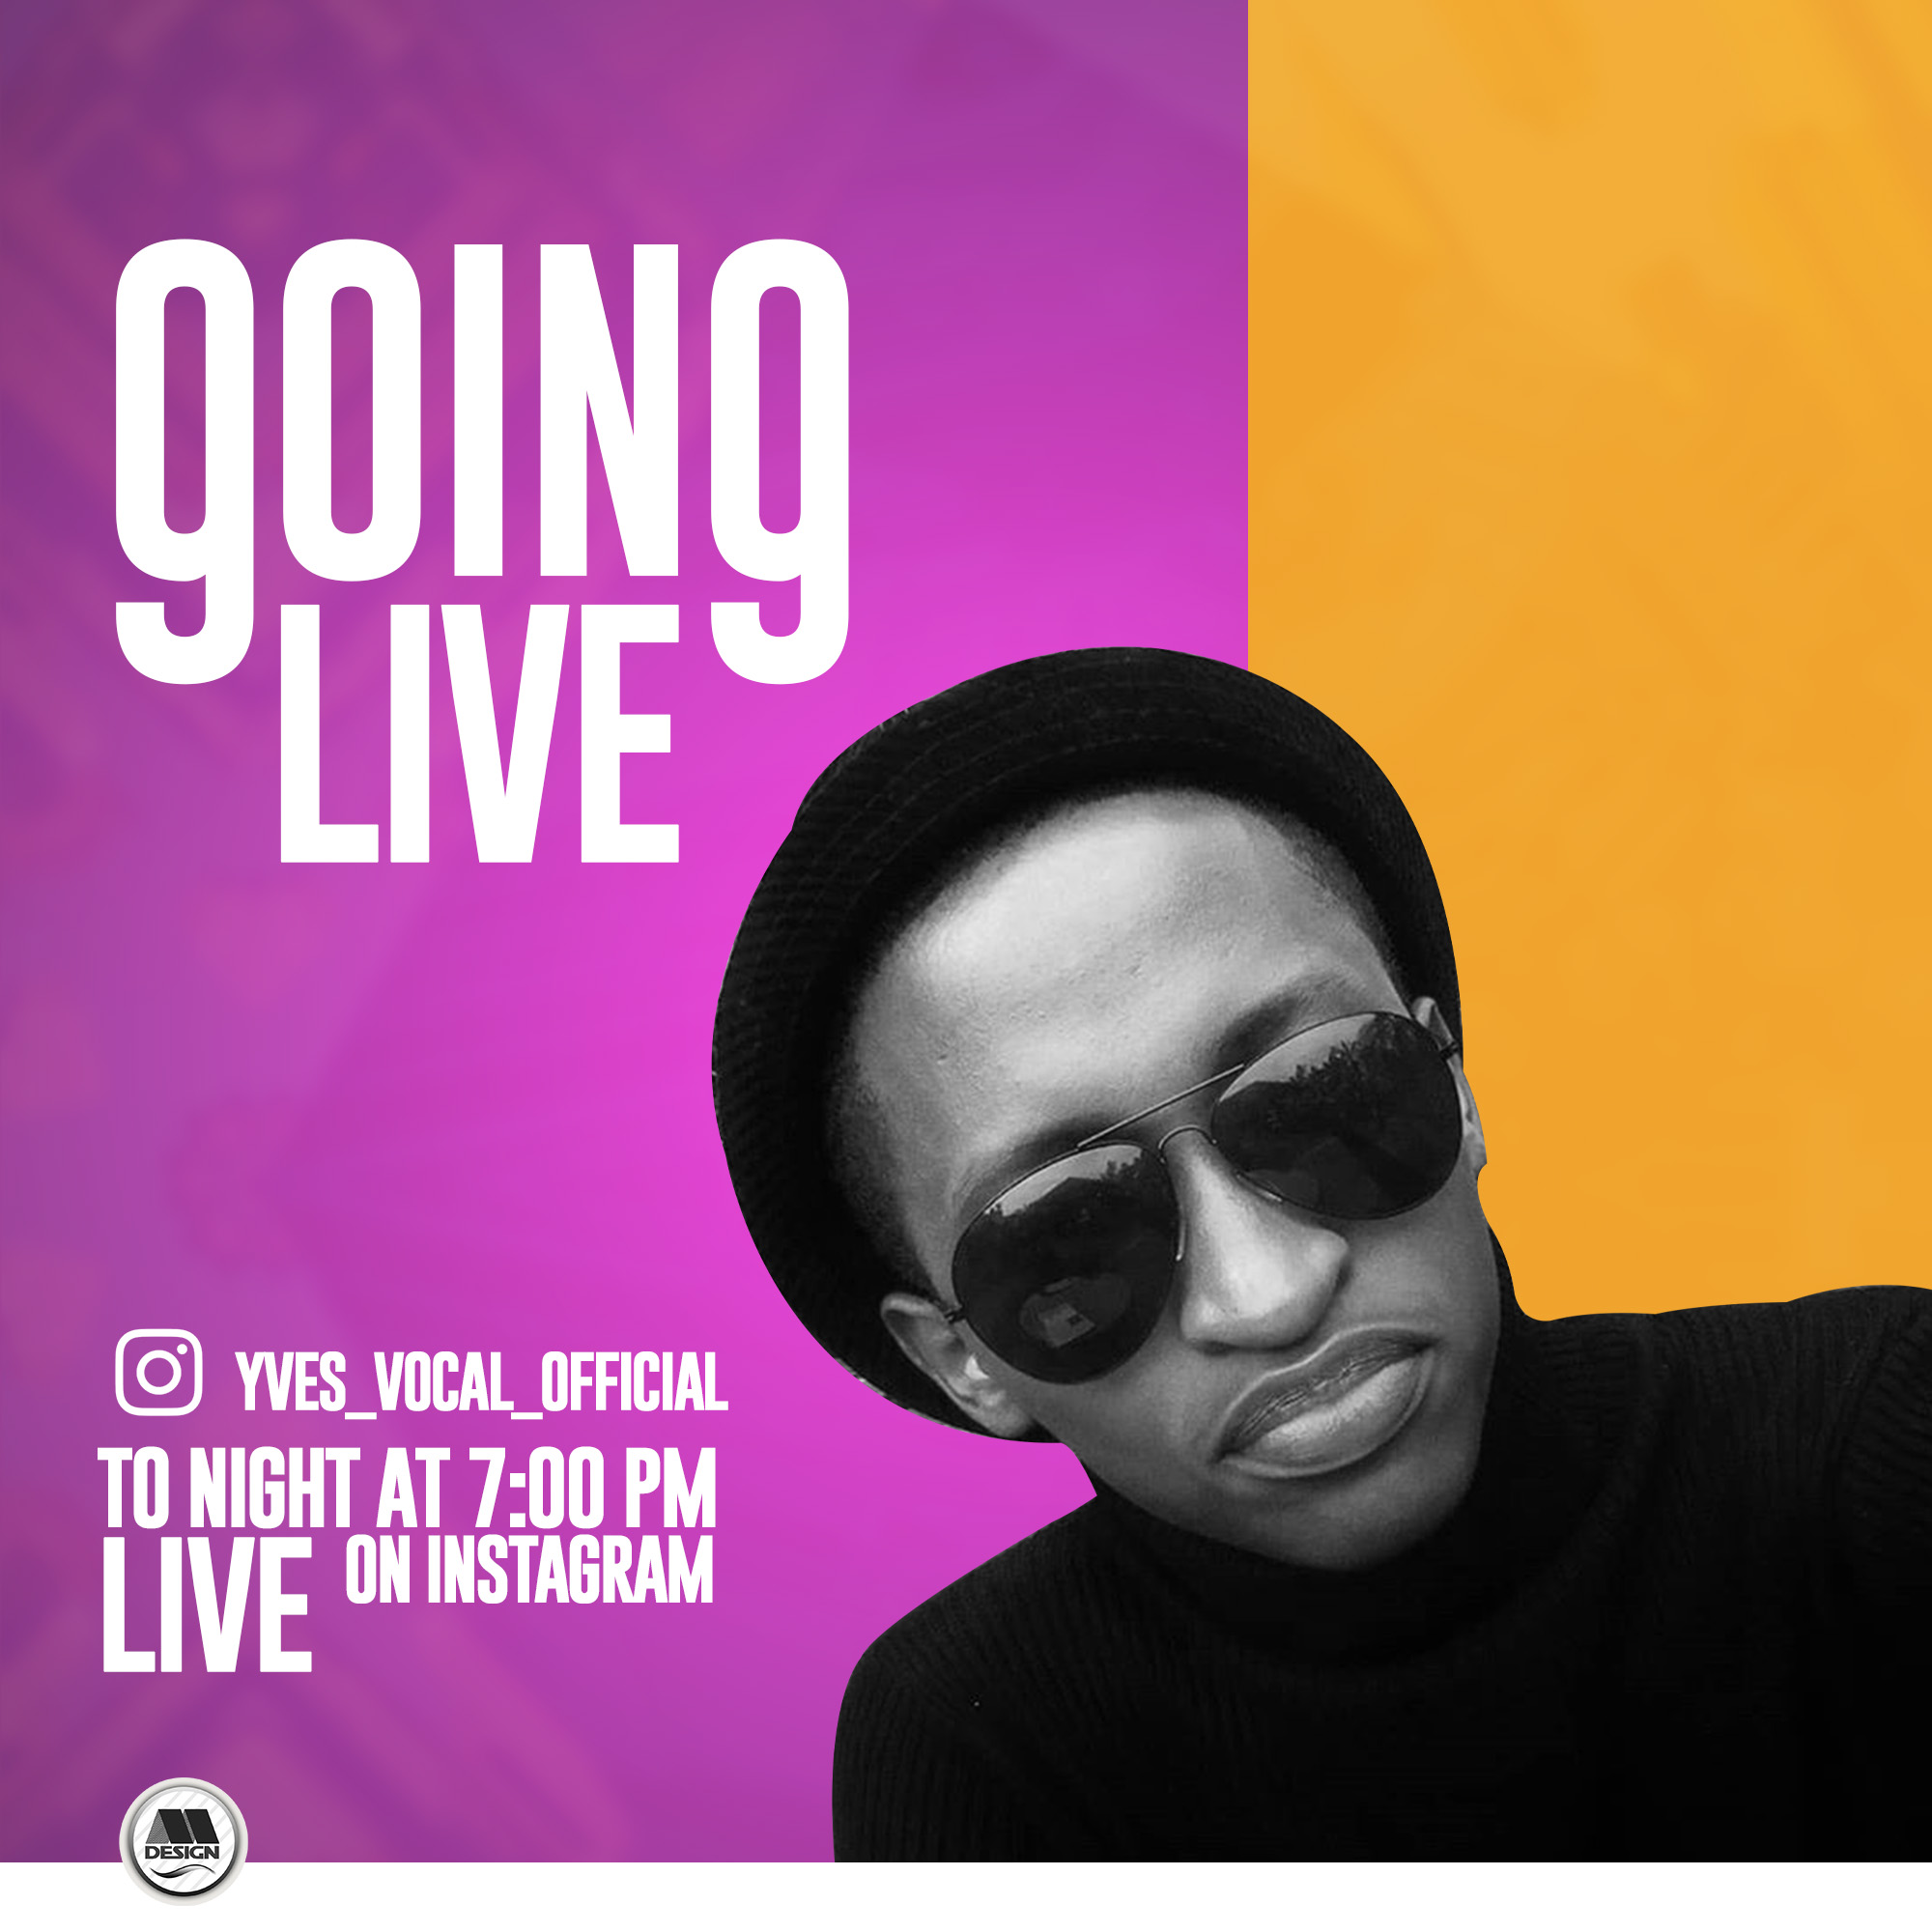 gOINg
LIVE
YVES_VOCAL_OFFICIAL
TO NIGHT AT 7:00 PM
LIVE ON INSTAGRAM
M
DESIGN